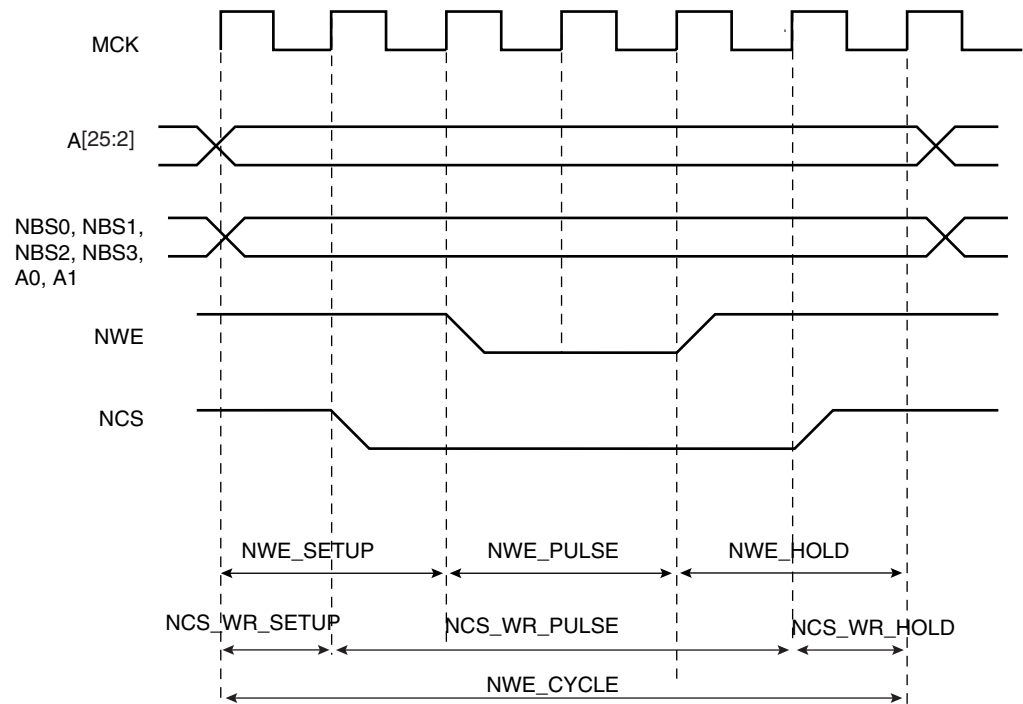 MCK
A[25:2]
NBS0, NBS1,
NBS2, NBS3,
A0, A1
NWE
NCS
NWE_SETUP
NWE_PULSE
NWE_HOLD
NCS_WR_SETUP
NCS_WR_PULSE
NCS_WR_HOLD
NWE_CYCLE